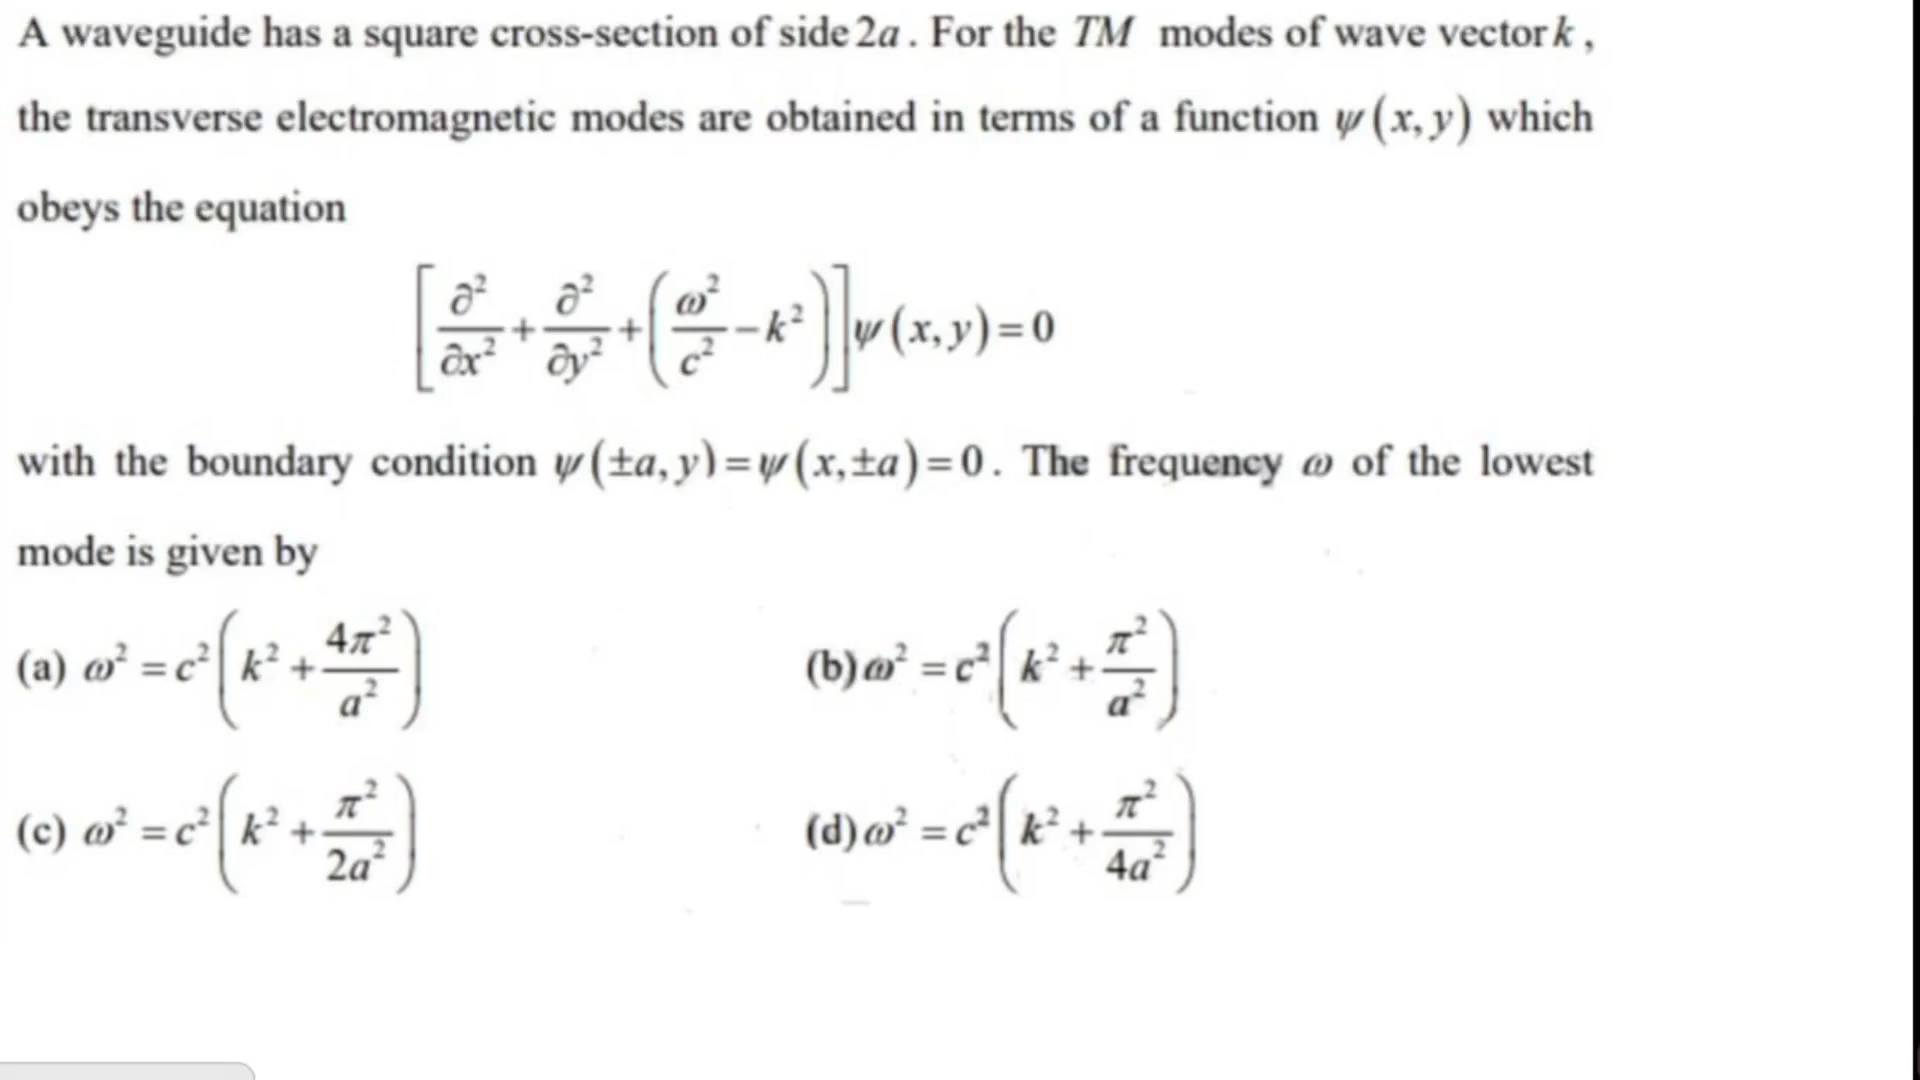 A waveguide has a square cross-section of side 2a. For the TM modes of wave vector k,
the transverse electromagnetic modes are obtained in terms of a function ψ(x, y) which
obeys the equation
[∂²/∂x² + ∂²/∂y² + (ω²/c² − k²)]ψ(x, y) = 0
with the boundary condition ψ(±a, y) = ψ(x, ±a) = 0. The frequency ω of the lowest
mode is given by
(a) ω² = c²(k² + 4π²/a²) (b) ω² = c²(k² + π²/a²)
(c) ω² = c²(k² + π²/2a²) (d) ω² = c²(k² + π²/4a²)